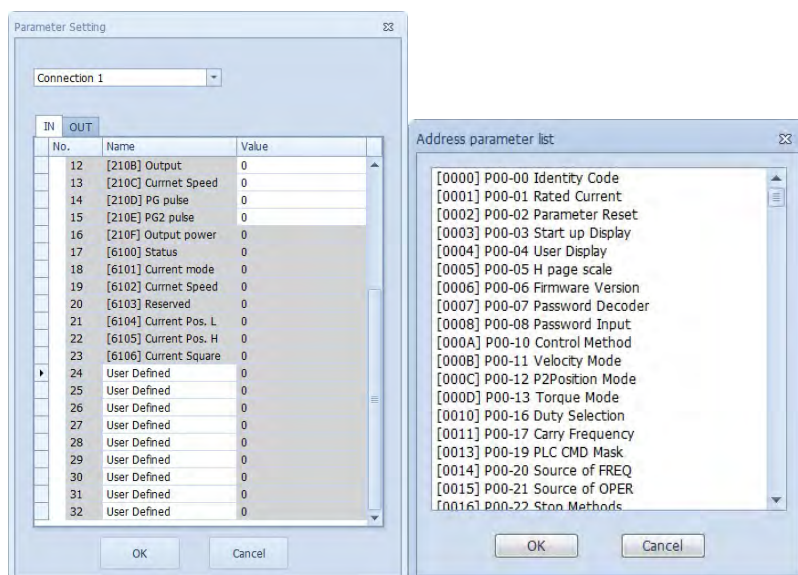 Parameter Setting
Connection 1
IN OUT
No. Name Value
12 [210B] Output 0
13 [210C] Currnet Speed 0
14 [210D] PG pulse 0
15 [210E] PG2 pulse 0
16 [210F] Output power 0
17 [6100] Status 0
18 [6101] Current mode 0
19 [6102] Currnet Speed 0
20 [6103] Reserved 0
21 [6104] Current Pos. L 0
22 [6105] Current Pos. H 0
23 [6106] Current Square 0
24 User Defined 0
25 User Defined 0
26 User Defined 0
27 User Defined 0
28 User Defined 0
29 User Defined 0
30 User Defined 0
31 User Defined 0
32 User Defined 0
OK Cancel
Address parameter list
[0000] P00-00 Identity Code
[0001] P00-01 Rated Current
[0002] P00-02 Parameter Reset
[0003] P00-03 Start up Display
[0004] P00-04 User Display
[0005] P00-05 H page scale
[0006] P00-06 Firmware Version
[0007] P00-07 Password Decoder
[0008] P00-08 Password Input
[000A] P00-10 Control Method
[000B] P00-11 Velocity Mode
[000C] P00-12 P2Position Mode
[000D] P00-13 Torque Mode
[0010] P00-16 Duty Selection
[0011] P00-17 Carry Frequency
[0013] P00-19 PLC CMD Mask
[0014] P00-20 Source of FREQ
[0015] P00-21 Source of OPER
[0016] P00-22 Stop Methods
OK Cancel